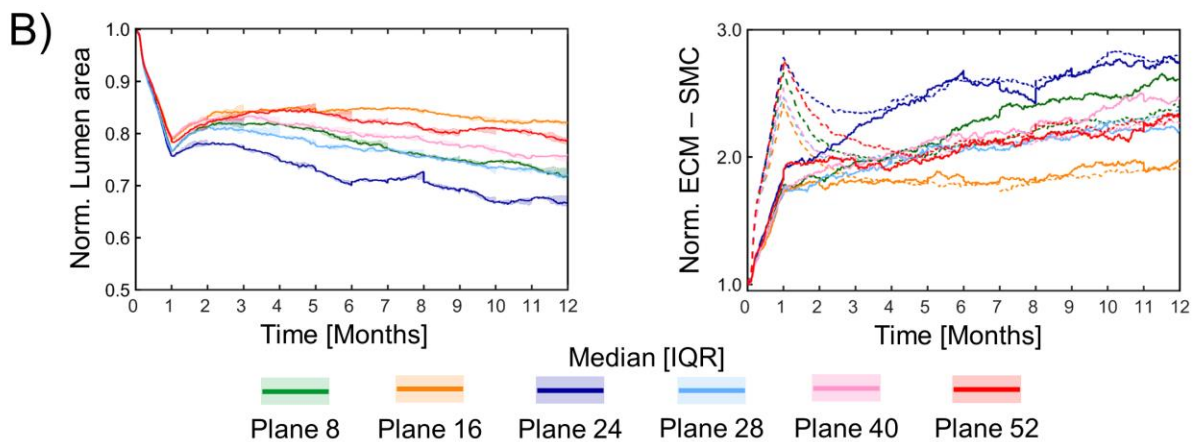 B)
Norm. Lumen area
1.0
0.9
0.8
0.7
0.6
0.5
0 1 2 3 4 5 6 7 8 9 10 11 12
Time [Months]
Norm. ECM – SMC
3.0
2.0
1.0
0 1 2 3 4 5 6 7 8 9 10 11 12
Time [Months]
Median [IQR]
Plane 8 Plane 16 Plane 24 Plane 28 Plane 40 Plane 52